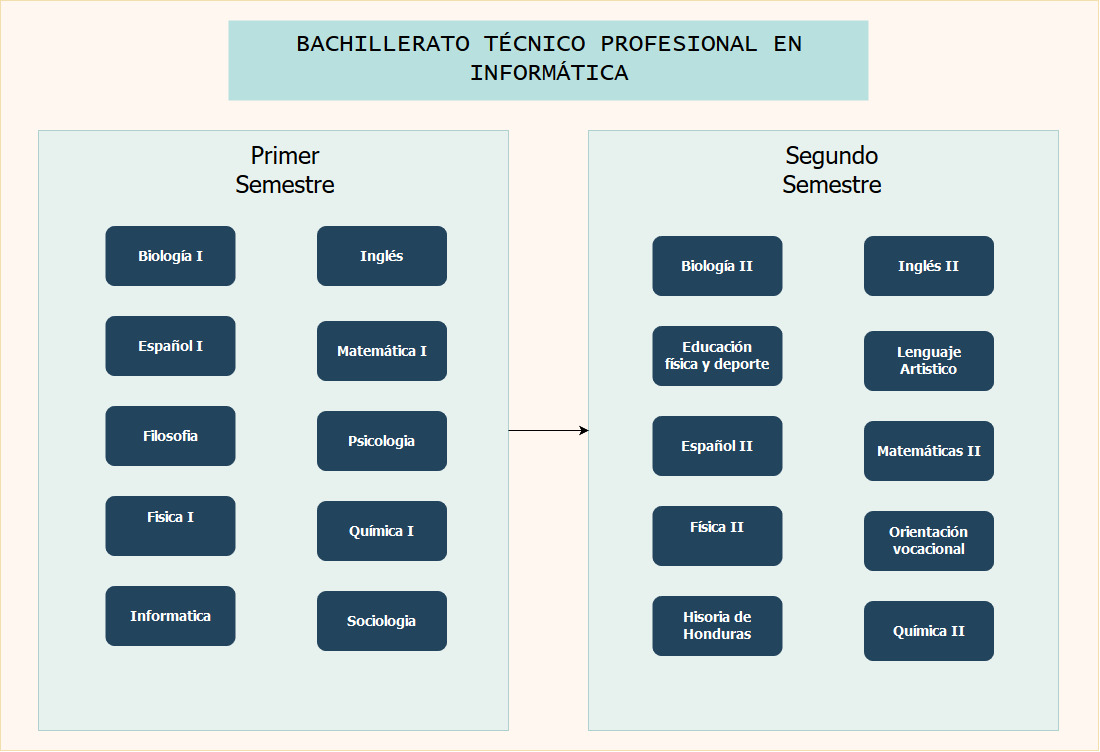 BACHILLERATO TÉCNICO PROFESIONAL EN
INFORMÁTICA
Primer
Semestre
Biología I
Inglés
Español I
Matemática I
Filosofia
Psicologia
Fisica I
Química I
Informatica
Sociologia
Segundo
Semestre
Biología II
Inglés II
Educación
física y deporte
Lenguaje
Artistico
Español II
Matemáticas II
Física II
Orientación
vocacional
Hisoria de
Honduras
Química II